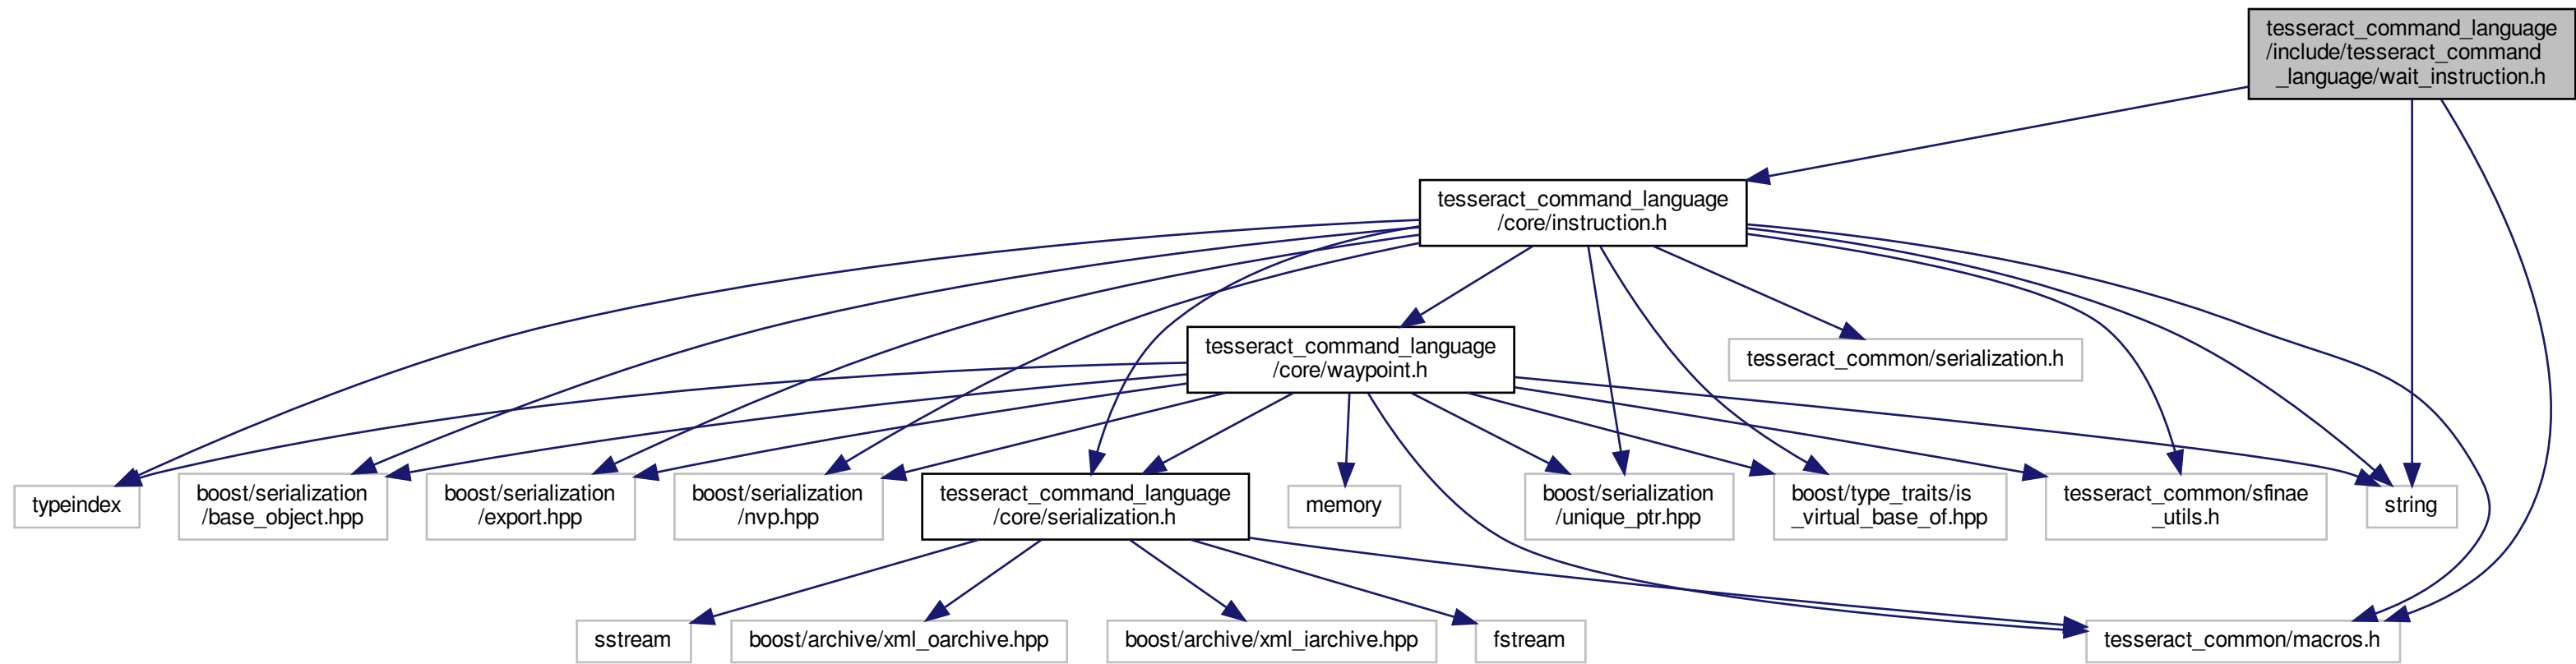 tesseract_command_language
/include/tesseract_command
_language/wait_instruction.h
tesseract_command_language
/core/instruction.h
tesseract_command_language
/core/waypoint.h
tesseract_common/serialization.h
typeindex
boost/serialization
/base_object.hpp
boost/serialization
/export.hpp
boost/serialization
/nvp.hpp
tesseract_command_language
/core/serialization.h
memory
boost/serialization
/unique_ptr.hpp
boost/type_traits/is
_virtual_base_of.hpp
tesseract_common/sfinae
_utils.h
string
sstream
boost/archive/xml_oarchive.hpp
boost/archive/xml_iarchive.hpp
fstream
tesseract_common/macros.h